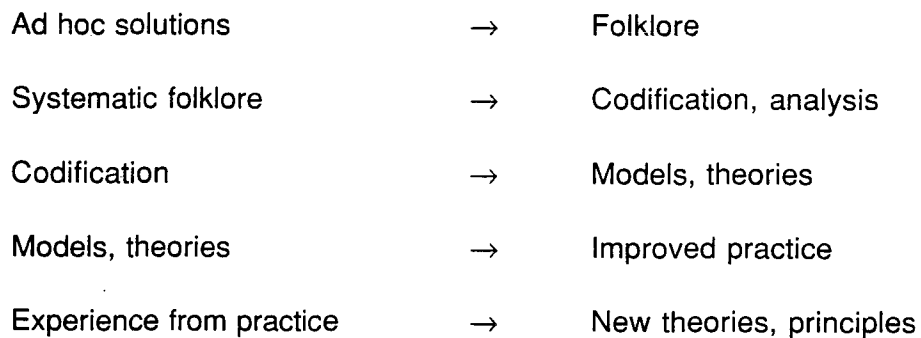 Ad hoc solutions → Folklore
Systematic folklore → Codification, analysis
Codification → Models, theories
Models, theories → Improved practice
Experience from practice → New theories, principles